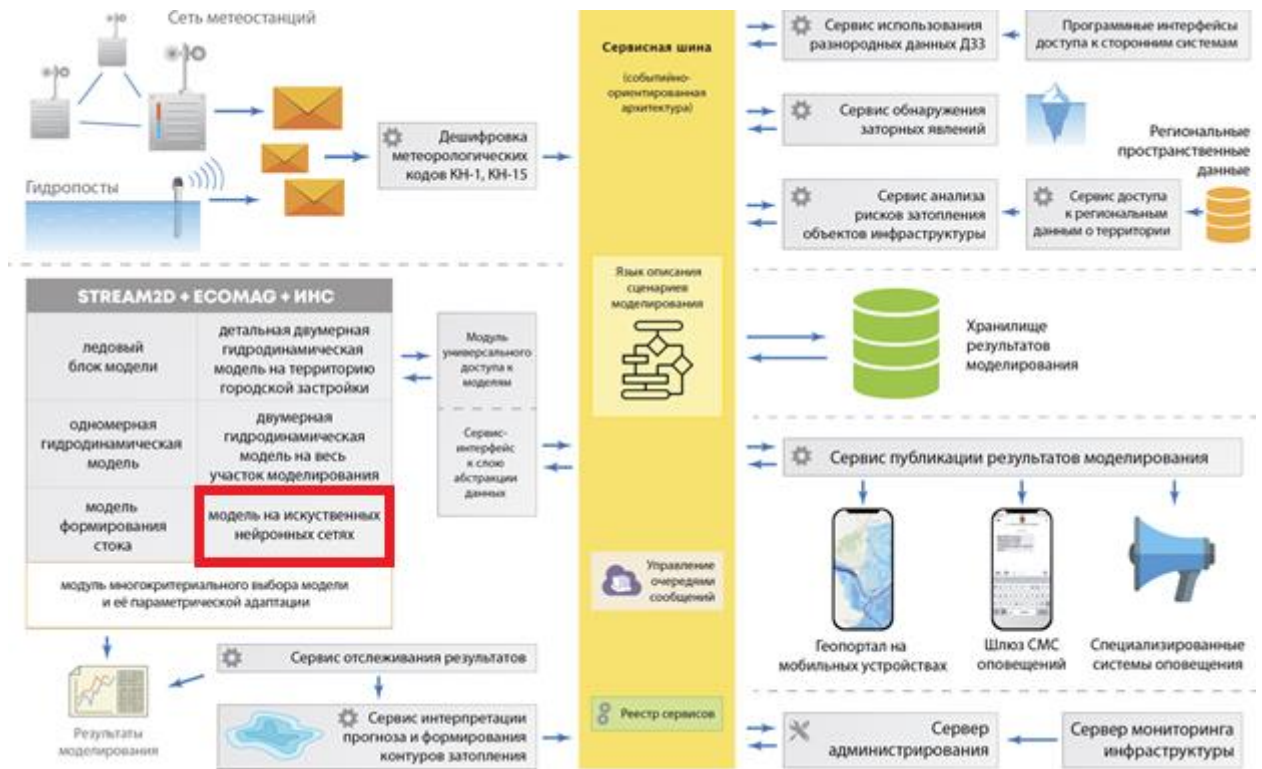 Сеть метеостанций
Гидропосты
Дешифровка
метеорологических
кодов КН-1, КН-15
STREAM2D + ECOMAG + ИНС
ледовый
блок модели
детальная двумерная
гидродинамическая
модель на территорию
городской застройки
одномерная
гидродинамическая
модель
двумерная
гидродинамическая
модель на весь
участок моделирования
модель
формирования
стока
модель на искуственных
нейронных сетях
модуль многокритериального выбора модели
и её параметрической адаптации
Модуль
универсального
доступа к
моделям
Сервис-
интерфейс
к слою
абстракции
данных
Результаты
моделирования
Сервис отслеживания результатов
Сервис интерпретации
прогноза и формирования
контуров затопления
Сервисная шина
(событийно-
ориентированная
архитектура)
Язык описания
сценариев
моделирования
Управление
очередями
сообщений
Реестр сервисов
Сервис использования
разнородных данных ДЗЗ
Программные интерфейсы
доступа к сторонним системам
Сервис обнаружения
заторных явлений
Региональные
пространственные
данные
Сервис анализа
рисков затопления
объектов инфраструктуры
Сервис доступа
к региональным
данным о территории
Хранилище
результатов
моделирования
Сервис публикации результатов моделирования
Геопортал на
мобильных устройствах
Шлюз СМС
оповещений
Специализированные
системы оповещения
Сервер
администрирования
Сервер мониторинга
инфраструктуры